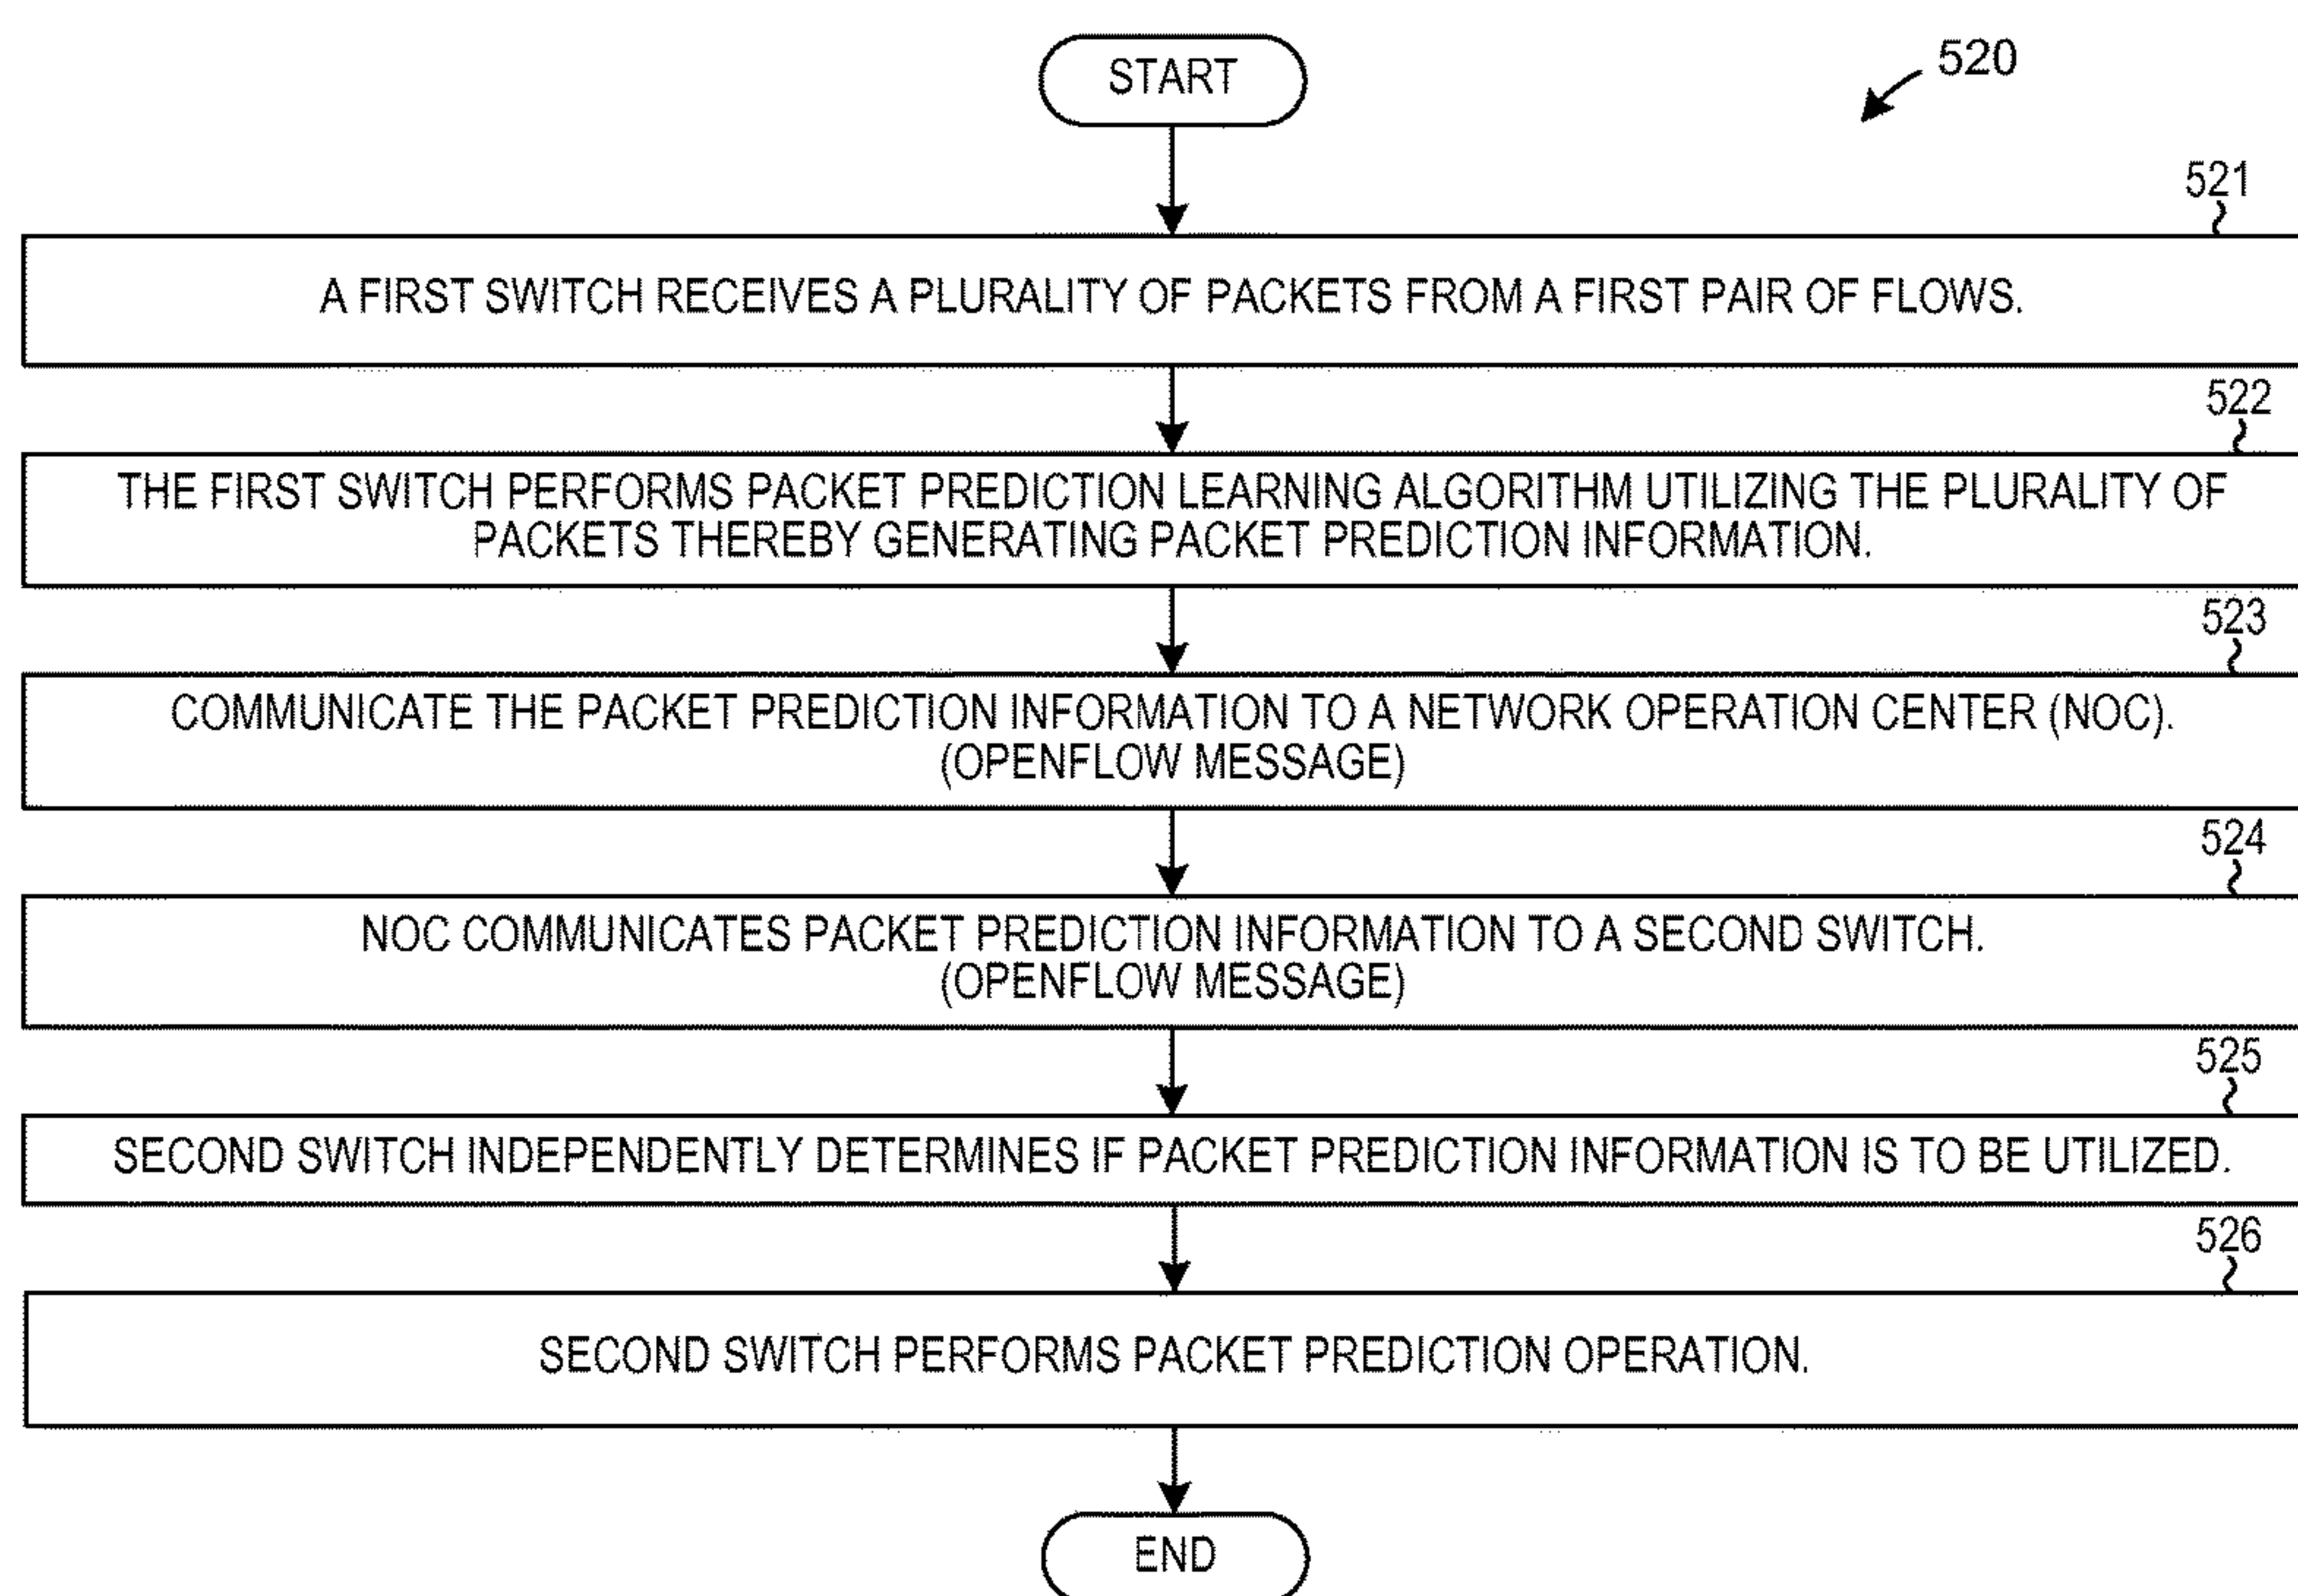 START
520
521
A FIRST SWITCH RECEIVES A PLURALITY OF PACKETS FROM A FIRST PAIR OF FLOWS.
522
THE FIRST SWITCH PERFORMS PACKET PREDICTION LEARNING ALGORITHM UTILIZING THE PLURALITY OF
PACKETS THEREBY GENERATING PACKET PREDICTION INFORMATION.
523
COMMUNICATE THE PACKET PREDICTION INFORMATION TO A NETWORK OPERATION CENTER (NOC).
(OPENFLOW MESSAGE)
524
NOC COMMUNICATES PACKET PREDICTION INFORMATION TO A SECOND SWITCH.
(OPENFLOW MESSAGE)
525
SECOND SWITCH INDEPENDENTLY DETERMINES IF PACKET PREDICTION INFORMATION IS TO BE UTILIZED.
526
SECOND SWITCH PERFORMS PACKET PREDICTION OPERATION.
END